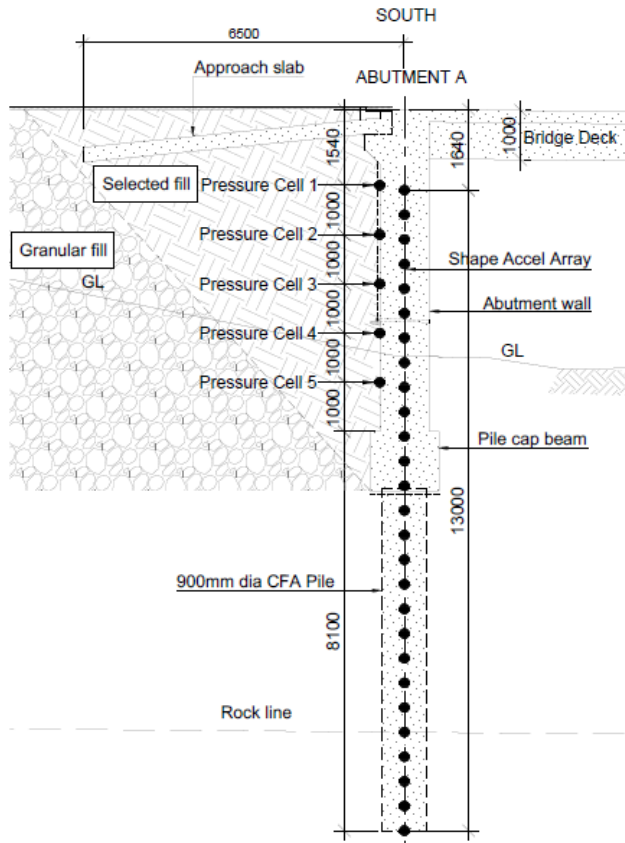 SOUTH
6500
Approach slab
ABUTMENT A
1540
1640
1000
Bridge Deck
Selected fill
Pressure Cell 1
1000
Pressure Cell 2
Granular fill
1000
Shape Accel Array
GL
Pressure Cell 3
1000
Abutment wall
Pressure Cell 4
GL
1000
Pressure Cell 5
1000
Pile cap beam
13000
900mm dia CFA Pile
8100
Rock line